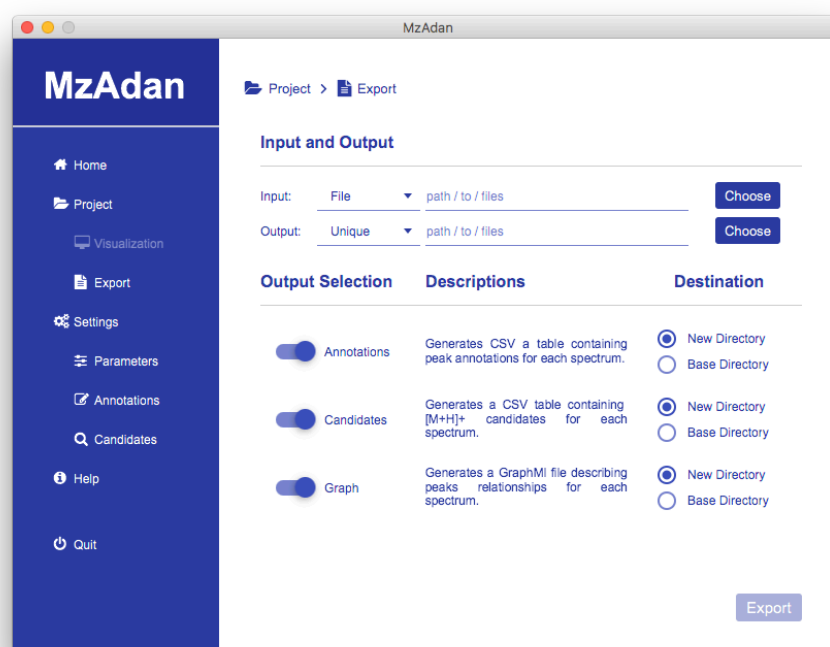 MzAdan
MzAdan
Home
Project
Visualization
Export
Settings
Parameters
Annotations
Candidates
Help
Quit
Project > Export
Input and Output
Input: File path / to / files Choose
Output: Unique path / to / files Choose
Output Selection Descriptions Destination
Annotations
Generates CSV a table containing
peak annotations for each spectrum.
New Directory
Base Directory
Candidates
Generates a CSV table containing
[M+H]+ candidates for each
spectrum.
New Directory
Base Directory
Graph
Generates a GraphMl file describing
peaks relationships for each
spectrum.
New Directory
Base Directory
Export